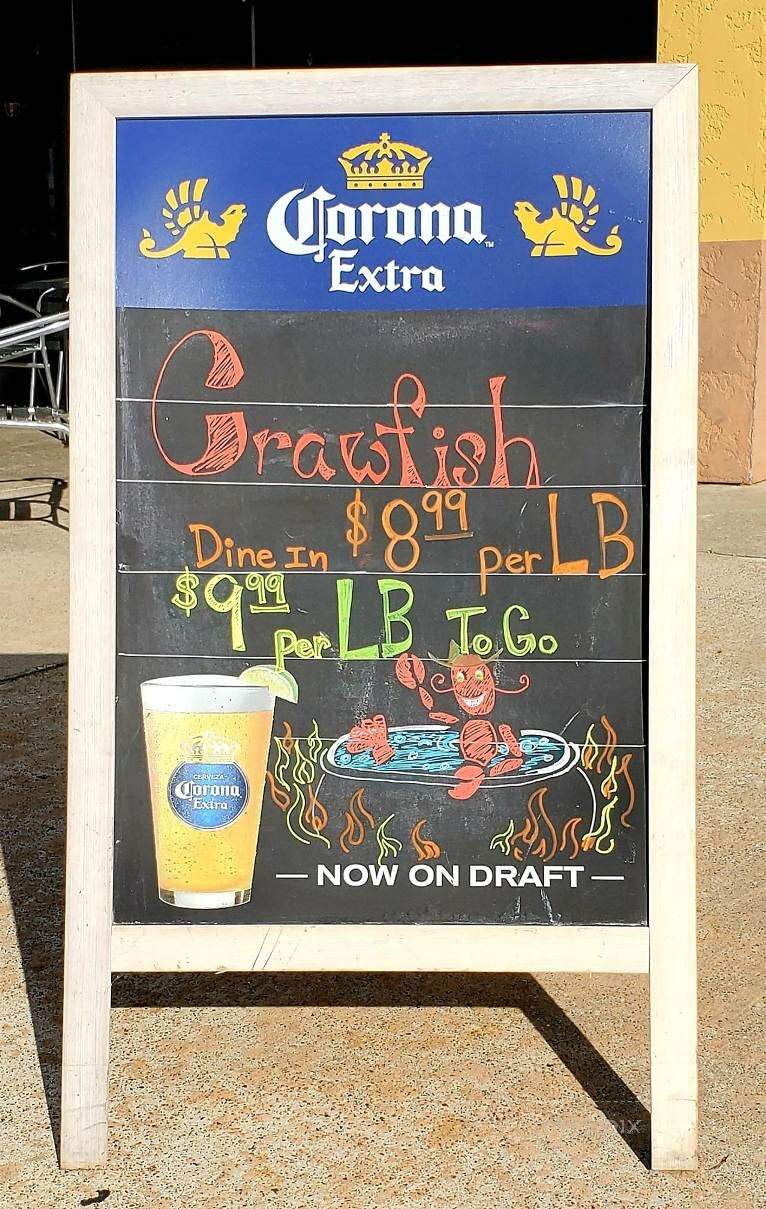 Corona™
Extra
Crawfish
Dine In $8.99 per LB
$9.99 per LB To Go
CERVEZA
Corona
Extra
— NOW ON DRAFT —